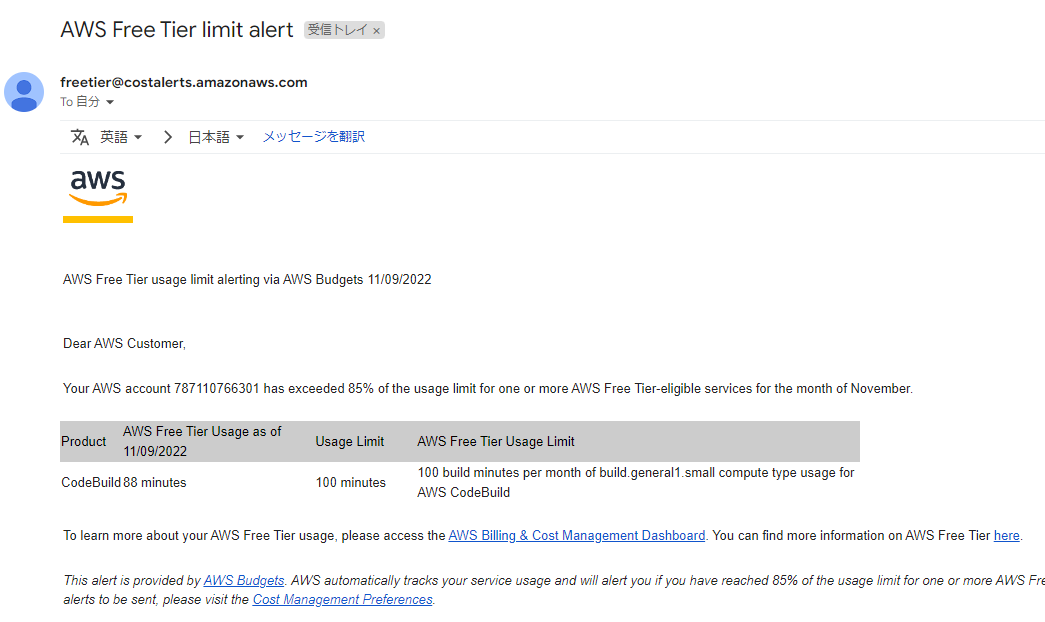 AWS Free Tier limit alert 受信トレイ ×
freetier@costalerts.amazonaws.com
To 自分
英語 日本語 メッセージを翻訳
aws
AWS Free Tier usage limit alerting via AWS Budgets 11/09/2022
Dear AWS Customer,
Your AWS account 787110766301 has exceeded 85% of the usage limit for one or more AWS Free Tier-eligible services for the month of November.
Product AWS Free Tier Usage as of 11/09/2022 Usage Limit AWS Free Tier Usage Limit
CodeBuild 88 minutes 100 minutes 100 build minutes per month of build.general1.small compute type usage for
AWS CodeBuild
To learn more about your AWS Free Tier usage, please access the AWS Billing & Cost Management Dashboard. You can find more information on AWS Free Tier here.
This alert is provided by AWS Budgets. AWS automatically tracks your service usage and will alert you if you have reached 85% of the usage limit for one or more AWS Fre
alerts to be sent, please visit the Cost Management Preferences.